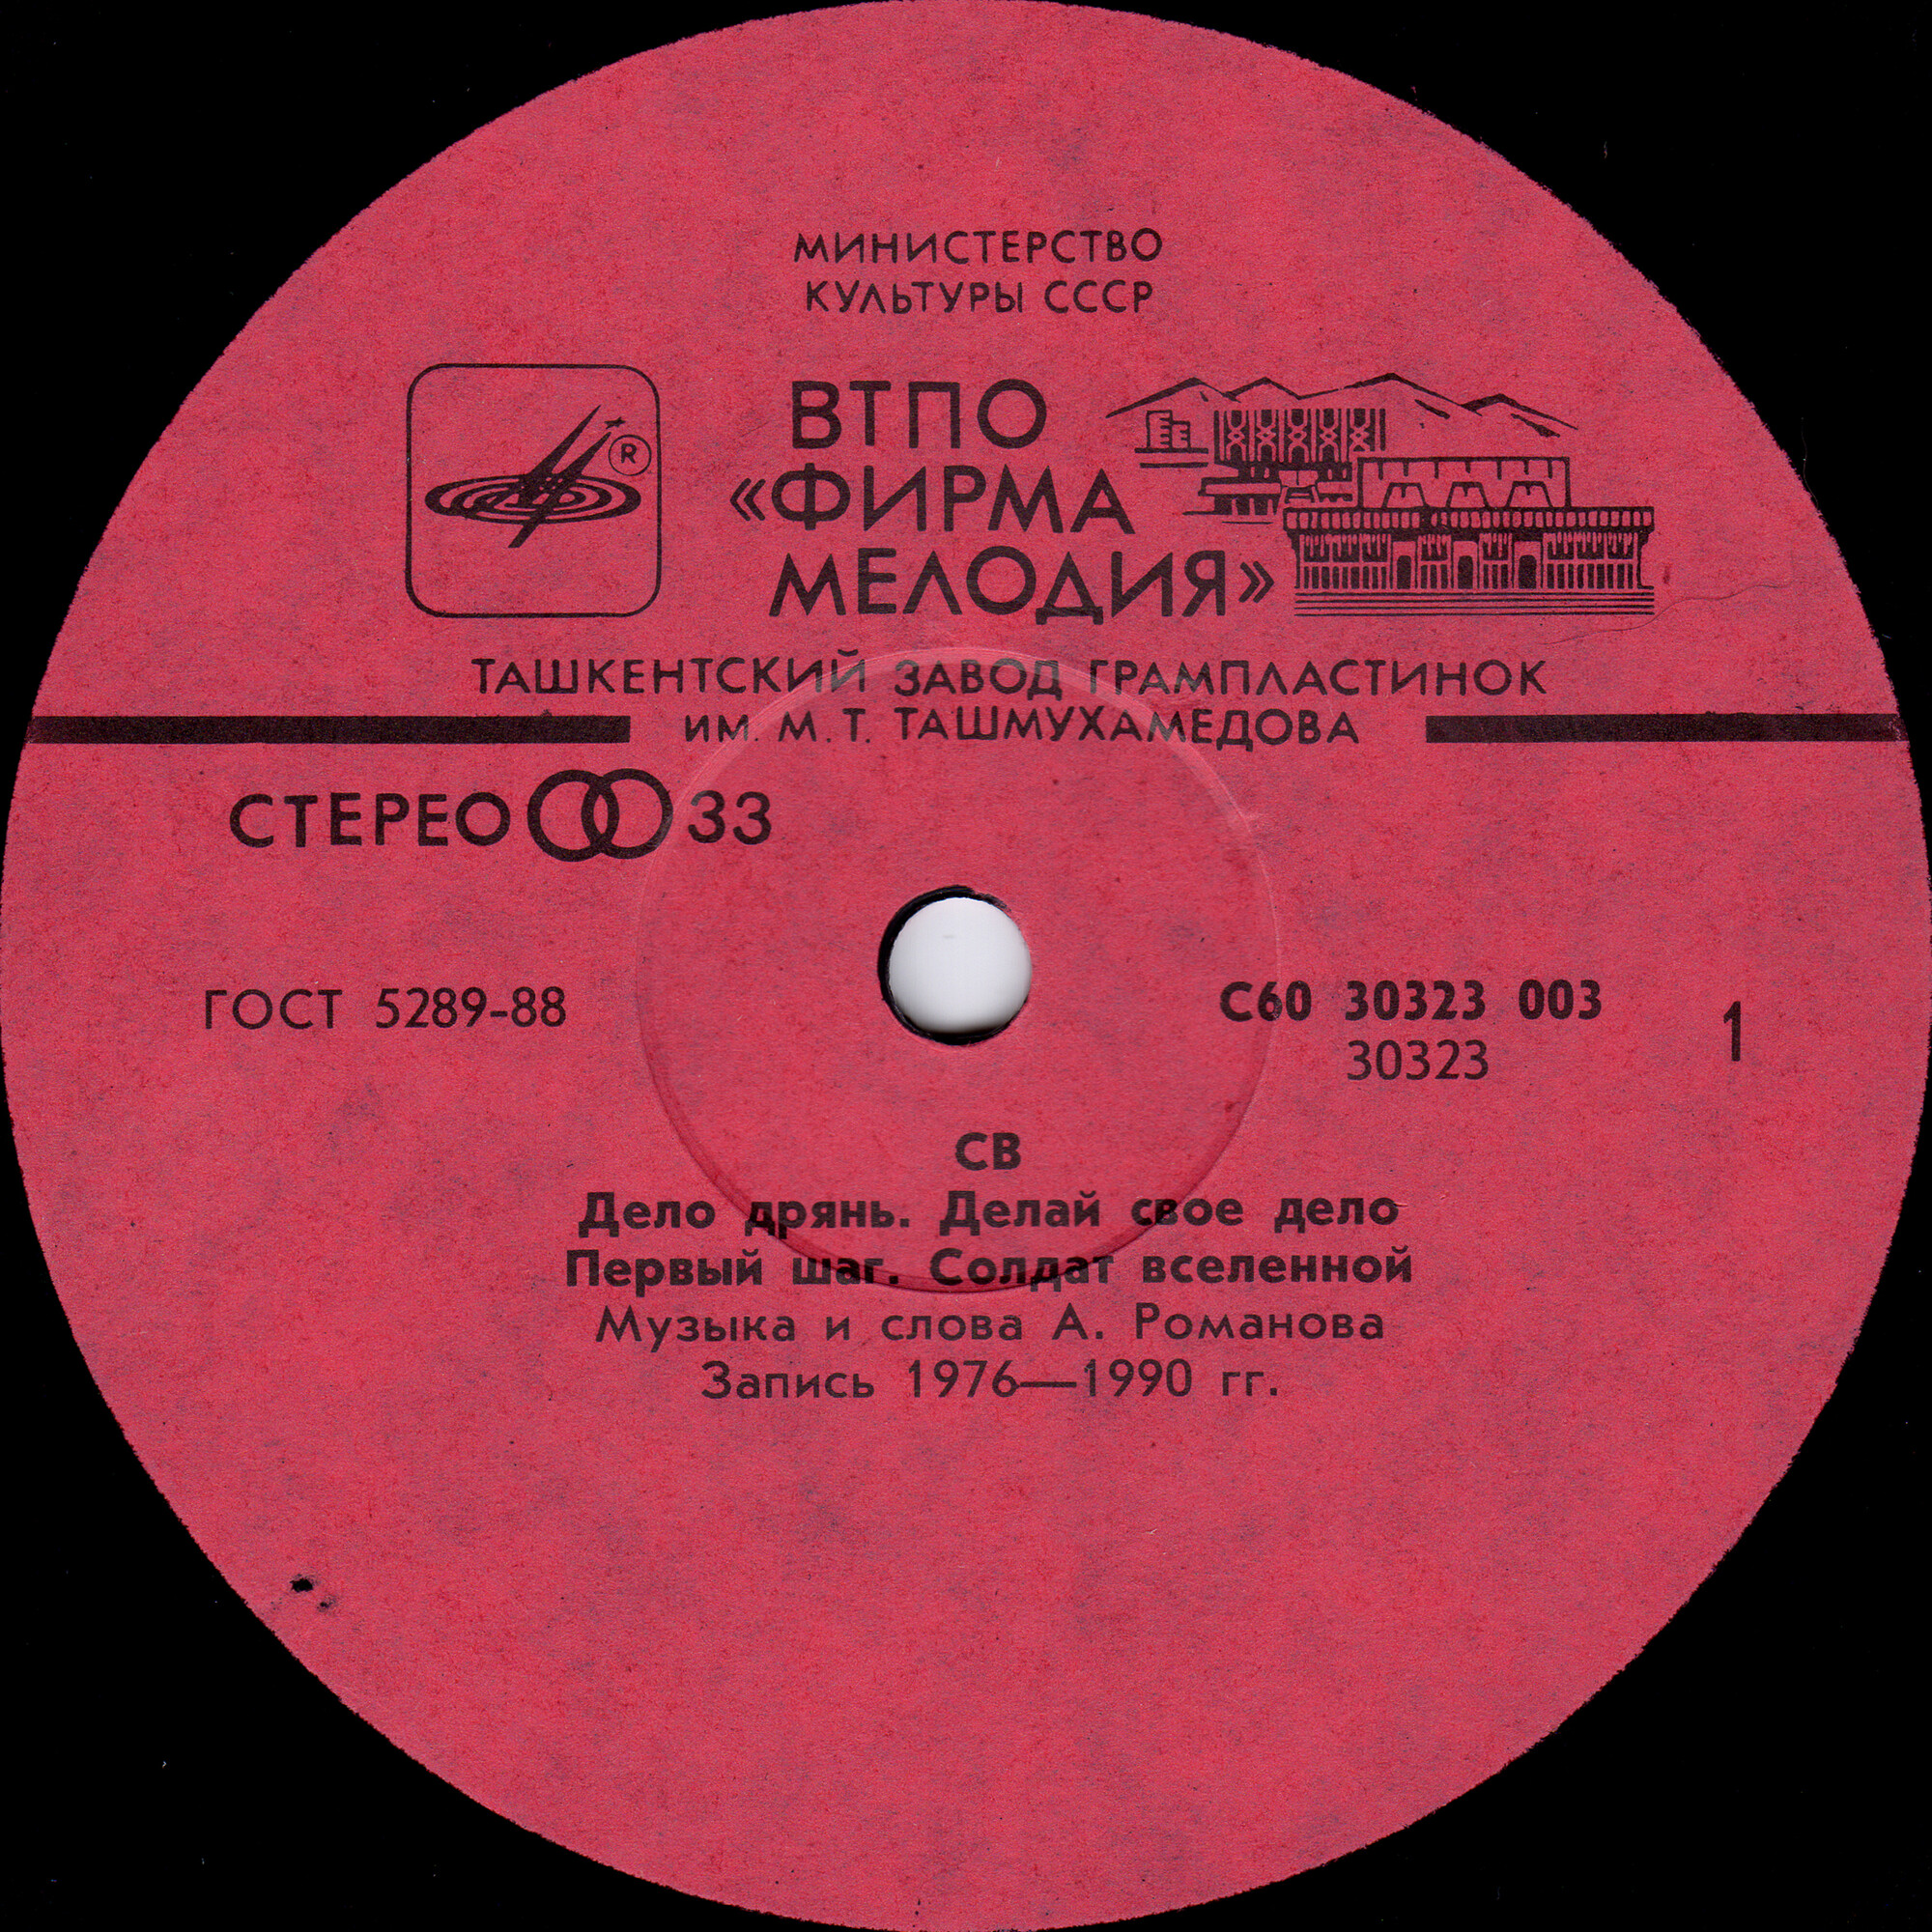 МИНИСТЕРСТВО
КУЛЬТУРЫ СССР
ВТПО
«ФИРМА
МЕЛОДИЯ»
®
ТАШКЕНТСКИЙ ЗАВОД ГРАМПЛАСТИНОК
ИМ. М. Т. ТАШМУХАМЕДОВА
СТЕРЕО 33
ГОСТ 5289-88
С60 30323 003
30323
1
СВ
Дело дрянь. Делай свое дело
Первый шаг. Солдат вселенной
Музыка и слова А. Романова
Запись 1976—1990 гг.